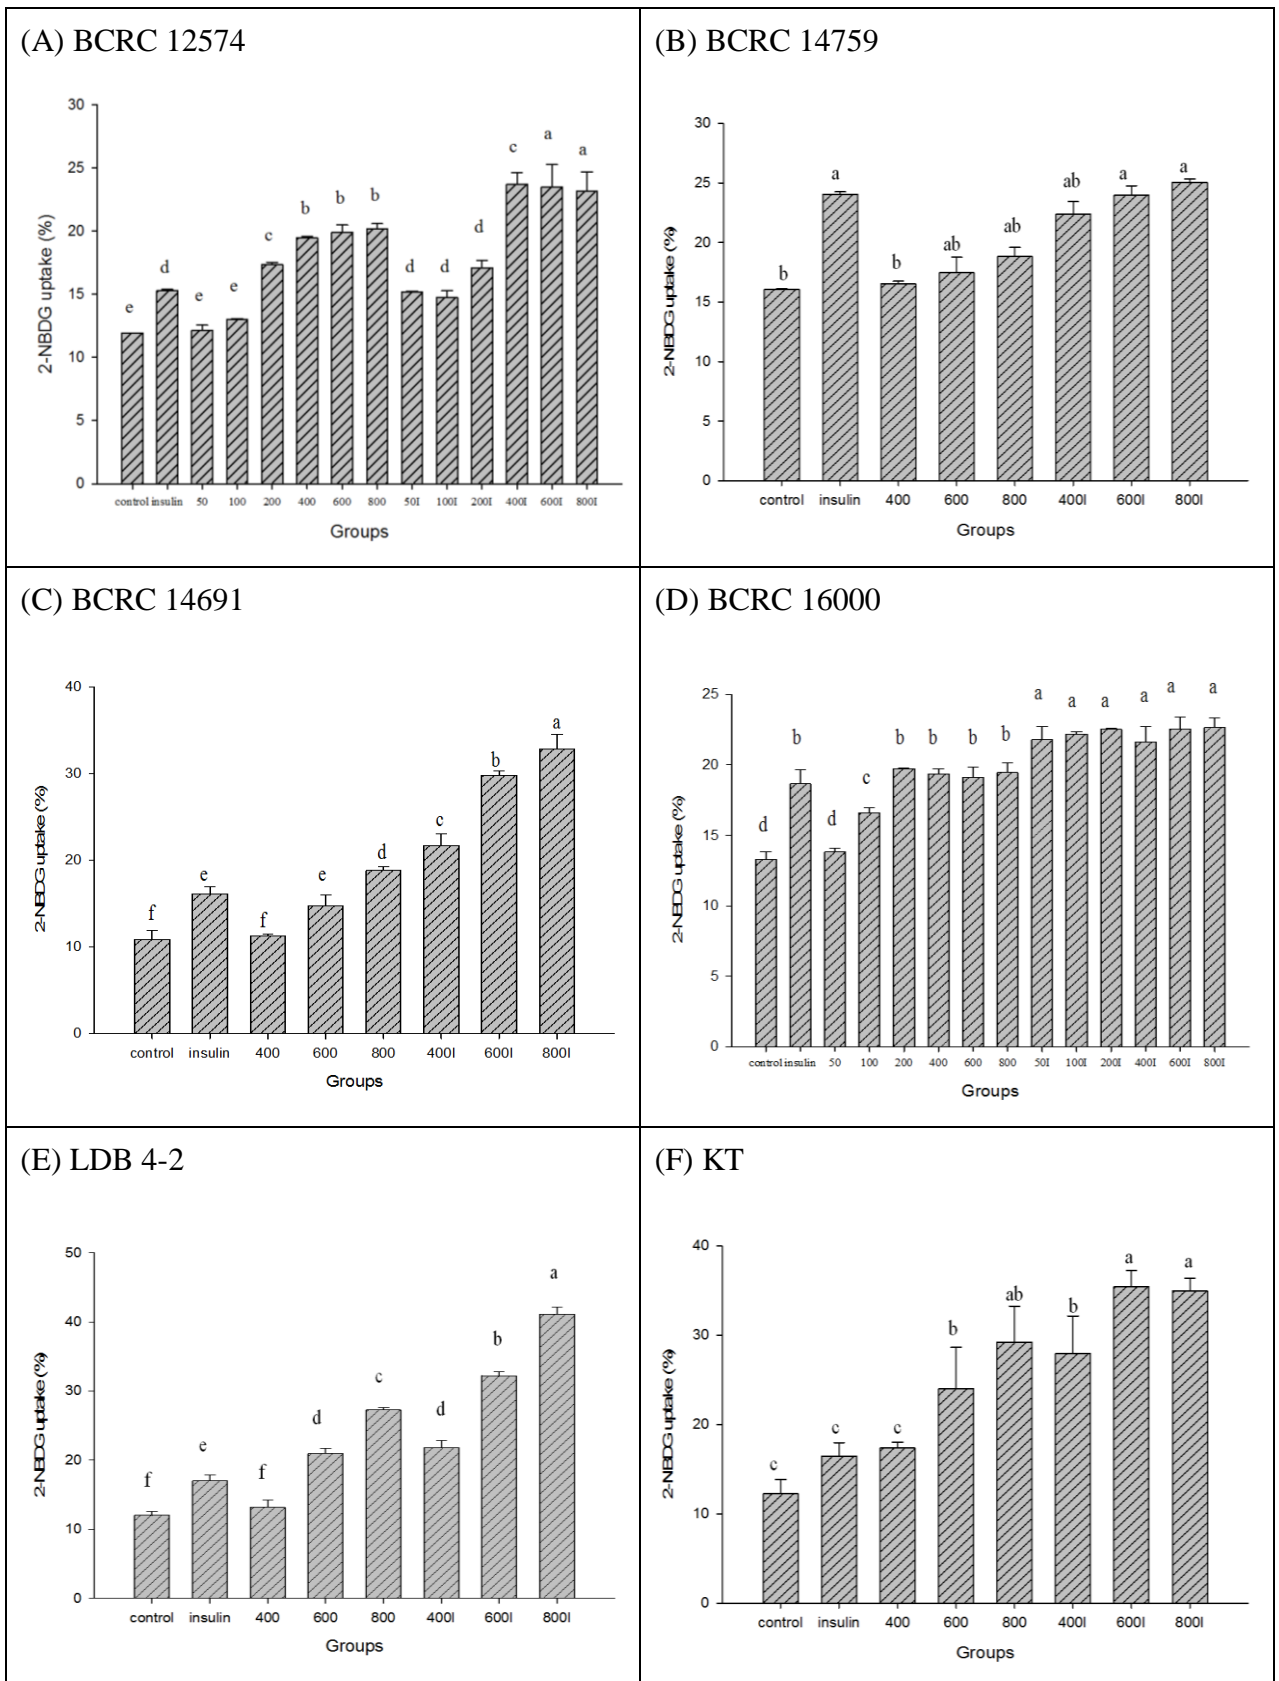 (A) BCRC 12574
30
25
20
15
10
5
0
2-NBDG uptake (%)
e d e e c b b b d d d c a a
control insulin 50 100 200 400 600 800 50I 100I 200I 400I 600I 800I
Groups
(B) BCRC 14759
30
25
20
15
10
5
0
2-NBDG uptake (%)
b a b ab ab ab a a
control insulin 400 600 800 400I 600I 800I
Groups
(C) BCRC 14691
40
30
20
10
0
2-NBDG uptake (%)
f e f e d c b a
control insulin 400 600 800 400I 600I 800I
Groups
(D) BCRC 16000
25
20
15
10
5
0
2-NBDG uptake (%)
d b d c b b b b a a a a a a
control insulin 50 100 200 400 600 800 50I 100I 200I 400I 600I 800I
Groups
(E) LDB 4-2
50
40
30
20
10
0
2-NBDG uptake (%)
f e f d c d b a
control insulin 400 600 800 400I 600I 800I
Groups
(F) KT
40
30
20
10
0
2-NBDG uptake (%)
c c c b ab b a a
control insulin 400 600 800 400I 600I 800I
Groups